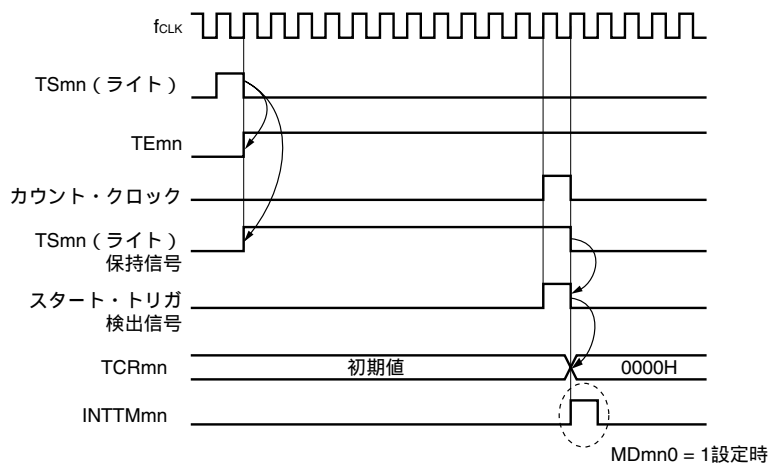 fCLK
TSmn（ライト）
TEmn
カウント・クロック
TSmn（ライト）
保持信号
スタート・トリガ
検出信号
TCRmn
初期値
0000H
INTTMmn
MDmn0 = 1設定時